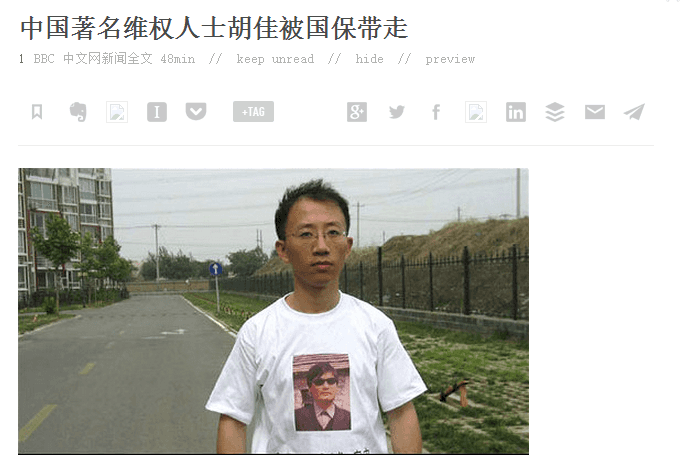 中国著名维权人士胡佳被国保带走
1 BBC 中文网新闻全文 48min // keep unread // hide // preview
+TAG